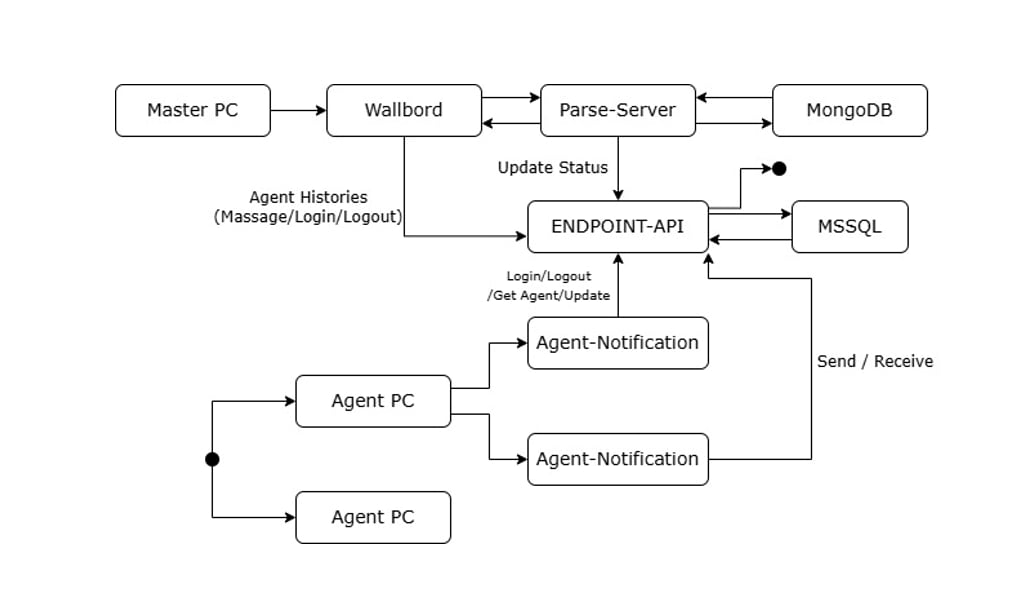 Master PC
Wallbord
Parse-Server
MongoDB
Update Status
Agent Histories
(Massage/Login/Logout)
ENDPOINT-API
MSSQL
Login/Logout
/Get Agent/Update
Agent-Notification
Send / Receive
Agent PC
Agent-Notification
Agent PC